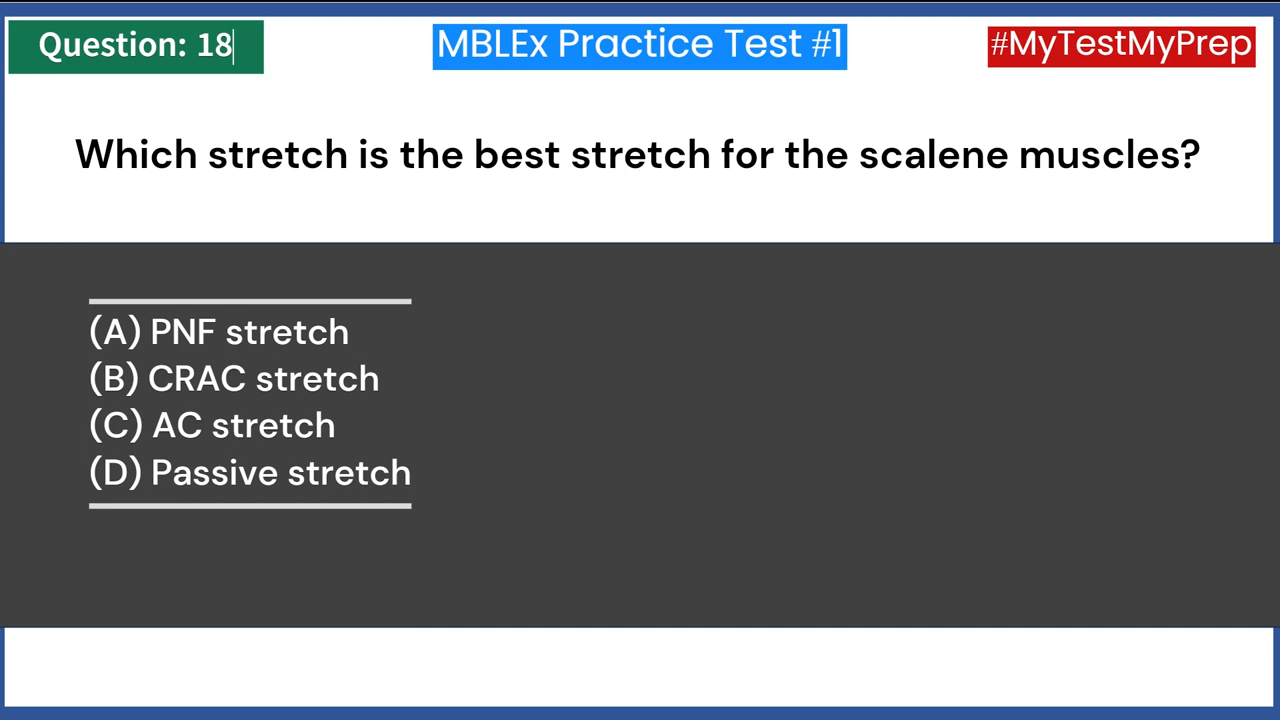 Question: 18
MBLEx Practice Test #1
#MyTestMyPrep
Which stretch is the best stretch for the scalene muscles?
(A) PNF stretch
(B) CRAC stretch
(C) AC stretch
(D) Passive stretch